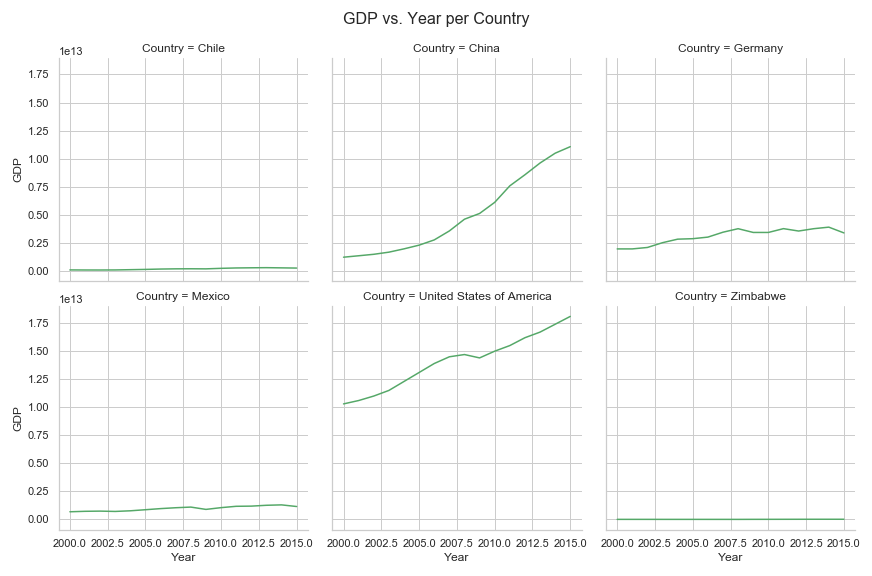 GDP vs. Year per Country
1e13
Country = Chile
Country = China
Country = Germany
1.75
1.50
1.25
1.00
0.75
0.50
0.25
0.00
GDP
1e13
Country = Mexico
Country = United States of America
Country = Zimbabwe
1.75
1.50
1.25
1.00
0.75
0.50
0.25
0.00
GDP
2000.0 2002.5 2005.0 2007.5 2010.0 2012.5 2015.0
2000.0 2002.5 2005.0 2007.5 2010.0 2012.5 2015.0
2000.0 2002.5 2005.0 2007.5 2010.0 2012.5 2015.0
Year
Year
Year